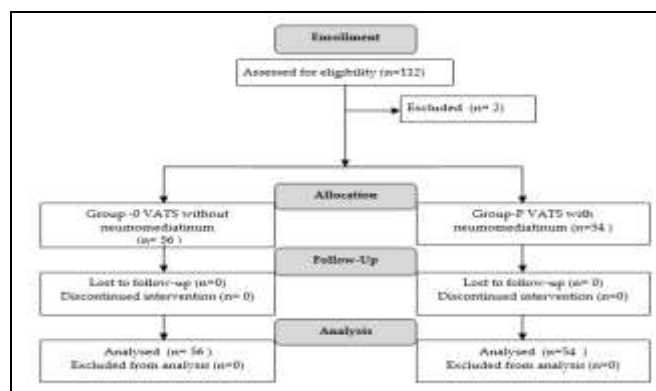 Enrollment
Assessed for eligibility (n=112)
Excluded (n= 2)
Allocation
Group-0 VATS without
neumomediatinum
(n= 56 )
Group-P VATS with
neumomediatinum (n=54 )
Follow-Up
Lost to follow-up (n=0)
Discontinued intervention (n= 0)
Lost to follow-up (n= 0)
Discontinued intervention (n=0)
Analysis
Analysed (n= 56 )
Excluded from analysis (n=0)
Analysed (n=54 )
Excluded from analysis (n=0)